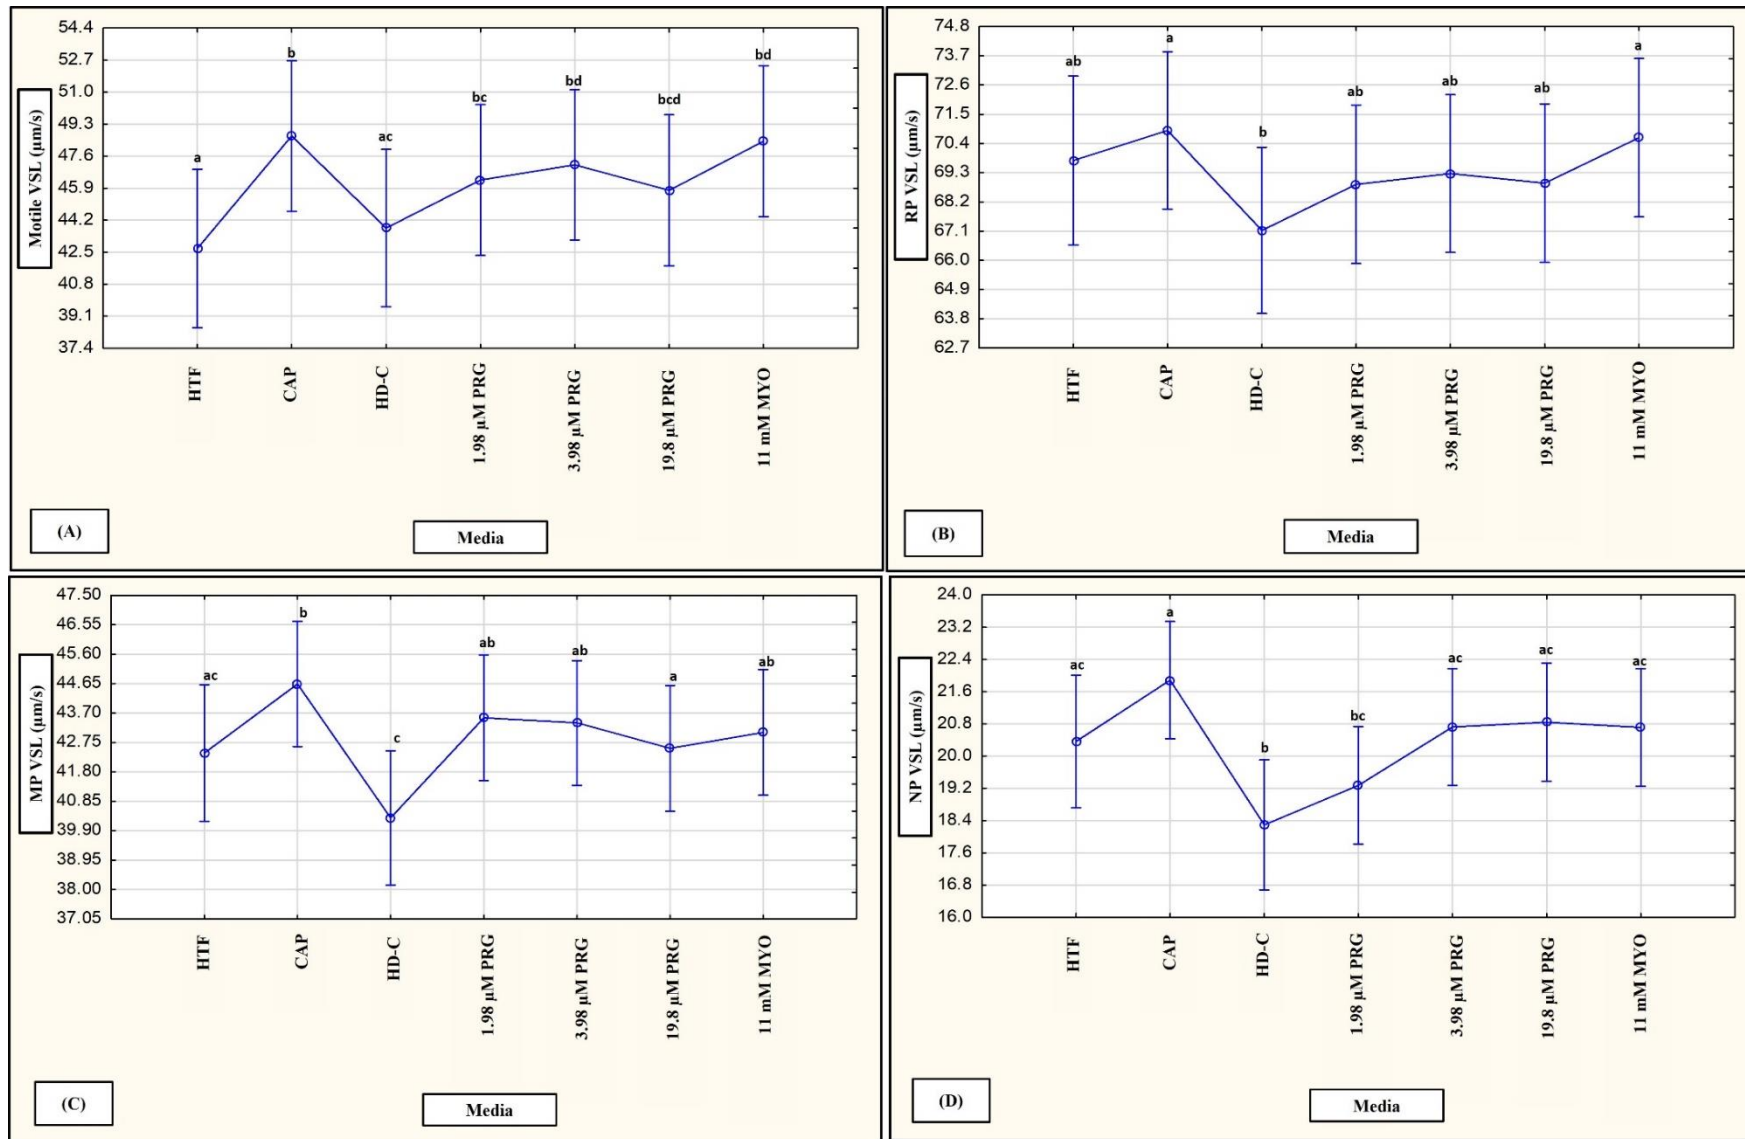 54.4
52.7
51.0
49.3
47.6
45.9
44.2
42.5
40.8
39.1
37.4
Motile VSL (µm/s)
a
b
ac
bc
bd
bcd
bd
HTF
CAP
HD-C
1.98 µM PRG
3.98 µM PRG
19.8 µM PRG
11 mM MYO
(A)
Media
74.8
73.7
72.6
71.5
70.4
69.3
68.2
67.1
66.0
64.9
63.8
62.7
RP VSL (µm/s)
ab
a
b
ab
ab
ab
a
HTF
CAP
HD-C
1.98 µM PRG
3.98 µM PRG
19.8 µM PRG
11 mM MYO
(B)
Media
47.50
46.55
45.60
44.65
43.70
42.75
41.80
40.85
39.90
38.95
38.00
37.05
MP VSL (µm/s)
ac
b
c
ab
ab
a
ab
HTF
CAP
HD-C
1.98 µM PRG
3.98 µM PRG
19.8 µM PRG
11 mM MYO
(C)
Media
24.0
23.2
22.4
21.6
20.8
20.0
19.2
18.4
17.6
16.8
16.0
NP VSL (µm/s)
ac
a
b
bc
ac
ac
ac
HTF
CAP
HD-C
1.98 µM PRG
3.98 µM PRG
19.8 µM PRG
11 mM MYO
(D)
Media